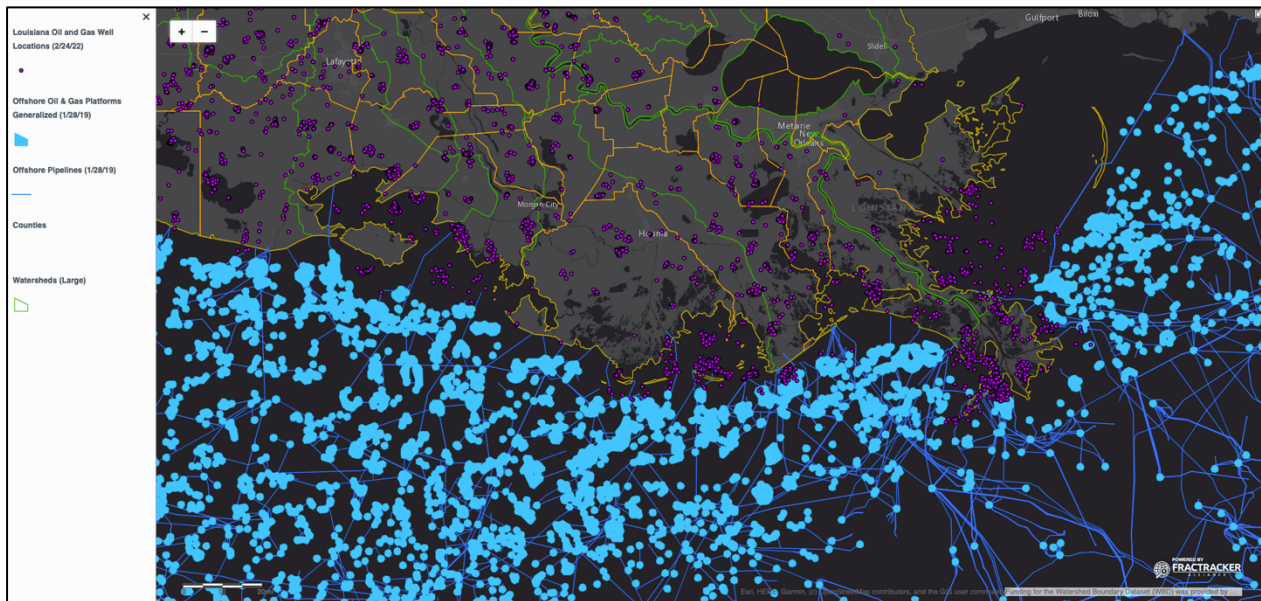 Louisiana Oil and Gas Well
Locations (2/24/22)
Offshore Oil & Gas Platforms
Generalized (1/28/19)
Offshore Pipelines (1/28/19)
Counties
Watersheds (Large)
+ −
Gulfport
Biloxi
Slidell
Lafayette
Metairie
New
Orleans
LOUISIANA
Morgan City
Houma
20mi
POWERED BY
FRACTRACKER
ALLIANCE
Esri, HERE, Garmin, (c) OpenStreetMap contributors, and the GIS user community, Funding for the Watershed Boundary Dataset (WBD) was provided by ...